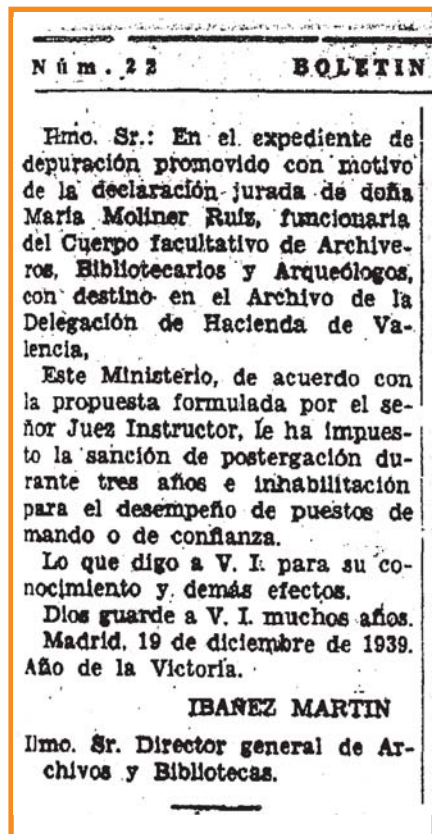 Núm. 22 BOLETIN
Ilmo. Sr.: En el expediente de
depuración promovido con motivo
de la declaración jurada de doña
María Moliner Ruiz, funcionaria
del Cuerpo facultativo de Archive-
ros, Bibliotecarios y Arqueólogos,
con destino en el Archivo de la
Delegación de Hacienda de Va-
lencia,
Este Ministerio, de acuerdo con
la propuesta formulada por el se-
ñor Juez Instructor, le ha impues-
to la sanción de postergación du-
rante tres años e inhabilitación
para el desempeño de puestos de
mando o de confianza.
Lo que digo a V. I. para su co-
nocimiento y demás efectos.
Dios guarde a V. I. muchos años.
Madrid, 19 de diciembre de 1939.
Año de la Victoria.
IBAÑEZ MARTIN
Ilmo. Sr. Director general de Ar-
chivos y Bibliotecas.